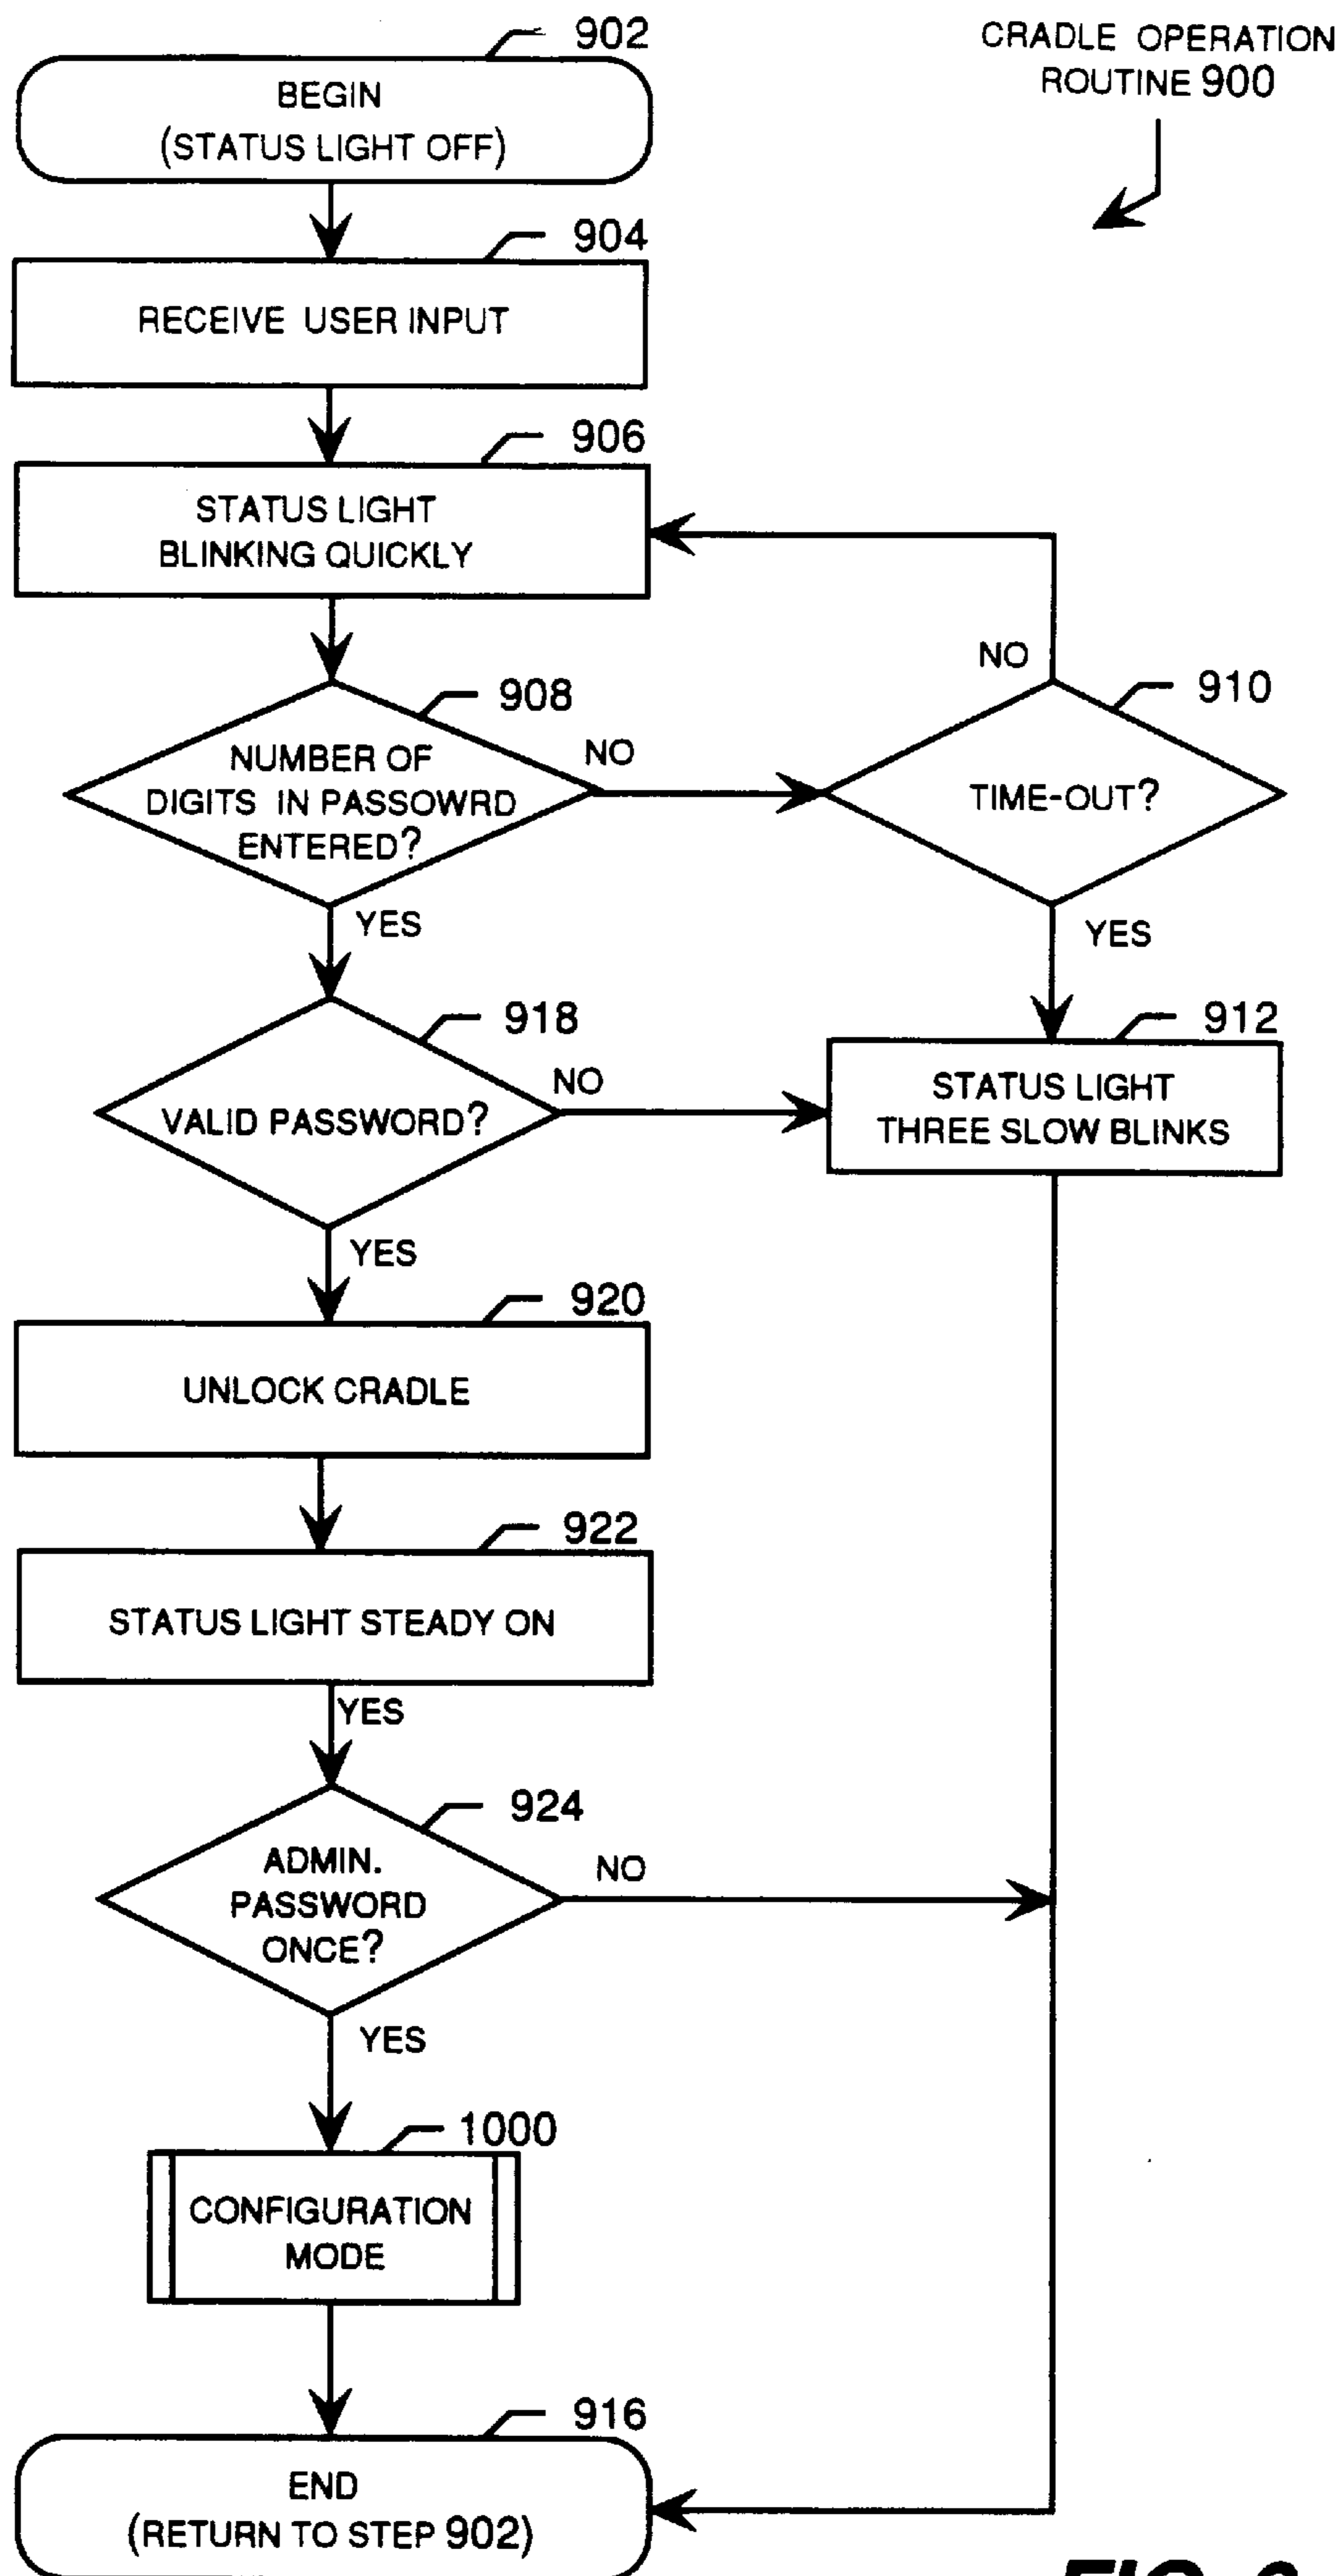 902
CRADLE OPERATION
ROUTINE 900
BEGIN
(STATUS LIGHT OFF)
904
RECEIVE USER INPUT
906
STATUS LIGHT
BLINKING QUICKLY
908
NUMBER OF
DIGITS IN PASSOWRD
ENTERED?
NO
YES
910
TIME-OUT?
NO
YES
912
STATUS LIGHT
THREE SLOW BLINKS
918
VALID PASSWORD?
NO
YES
920
UNLOCK CRADLE
922
STATUS LIGHT STEADY ON
YES
924
ADMIN.
PASSWORD
ONCE?
NO
YES
1000
CONFIGURATION
MODE
916
END
(RETURN TO STEP 902)